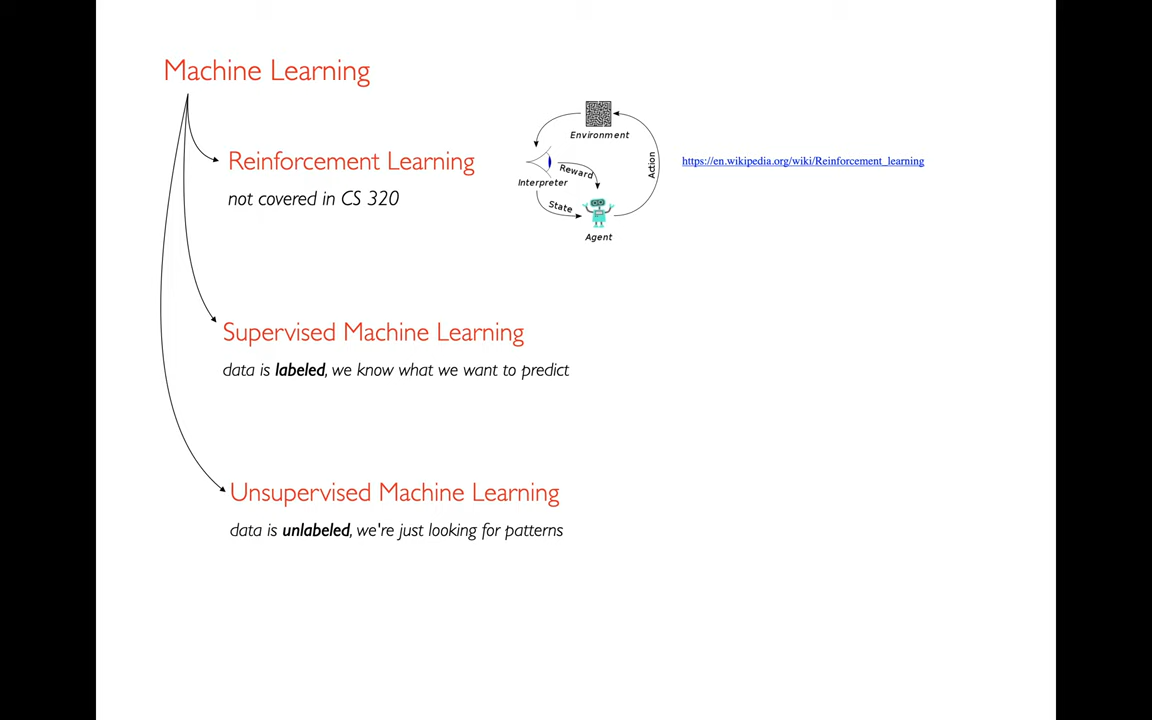 Machine Learning
Reinforcement Learning
not covered in CS 320
Environment
Reward
Interpreter
State
Agent
Action
https://en.wikipedia.org/wiki/Reinforcement_learning
Supervised Machine Learning
data is labeled, we know what we want to predict
Unsupervised Machine Learning
data is unlabeled, we're just looking for patterns